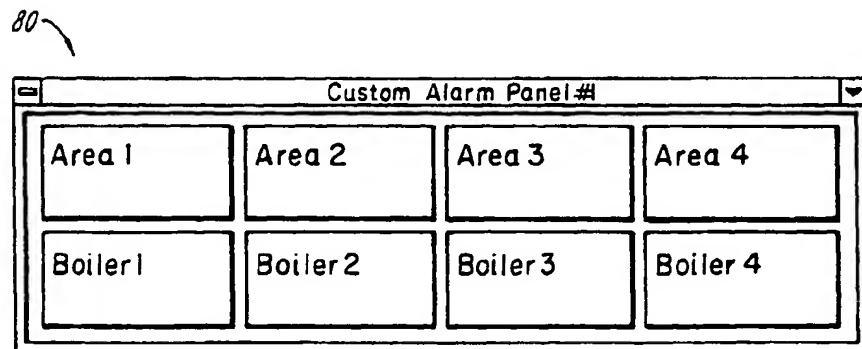 80
Custom Alarm Panel #1
Area 1 Area 2 Area 3 Area 4
Boiler 1 Boiler 2 Boiler 3 Boiler 4